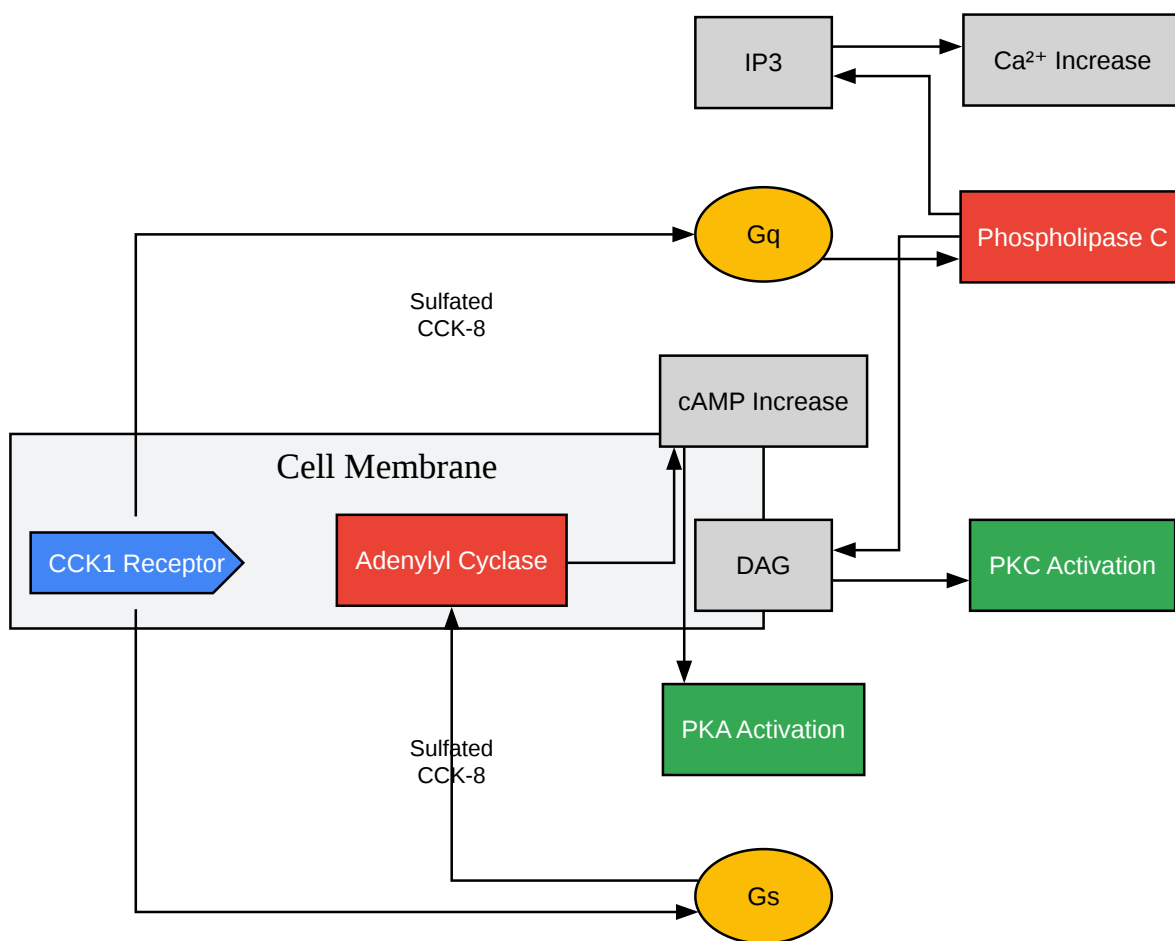 IP3
Ca²⁺ Increase
Gq
Phospholipase C
Sulfated
CCK-8
cAMP Increase
Cell Membrane
CCK1 Receptor
Adenylyl Cyclase
DAG
PKC Activation
PKA Activation
Sulfated
CCK-8
Gs